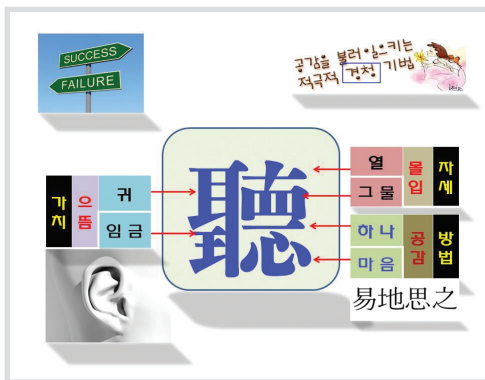 SUCCESS
FAILURE
공감을 불러일으키는
적극적 경청 기법
聽
가치
으뜸
귀
임금
열
그물
몰입
자세
하나
마음
공감
방법
易地思之